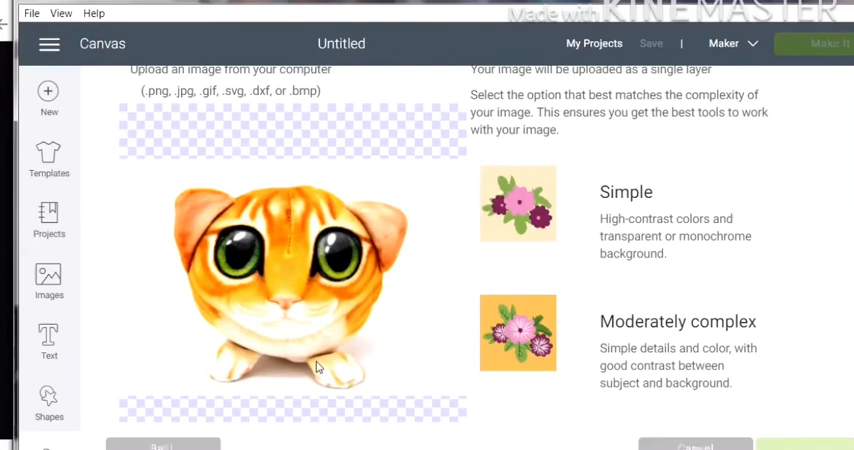 Made with KINEMASTER
File View Help
Canvas
Untitled
My Projects Save | Maker
Make It
Upload an image from your computer
(.png, .jpg, .gif, .svg, .dxf, or .bmp)
Your image will be uploaded as a single layer
Select the option that best matches the complexity of
your image. This ensures you get the best tools to work
with your image.
New
Templates
Projects
Images
Text
Shapes
Simple
High-contrast colors and
transparent or monochrome
background.
Moderately complex
Simple details and color, with
good contrast between
subject and background.
Cancel